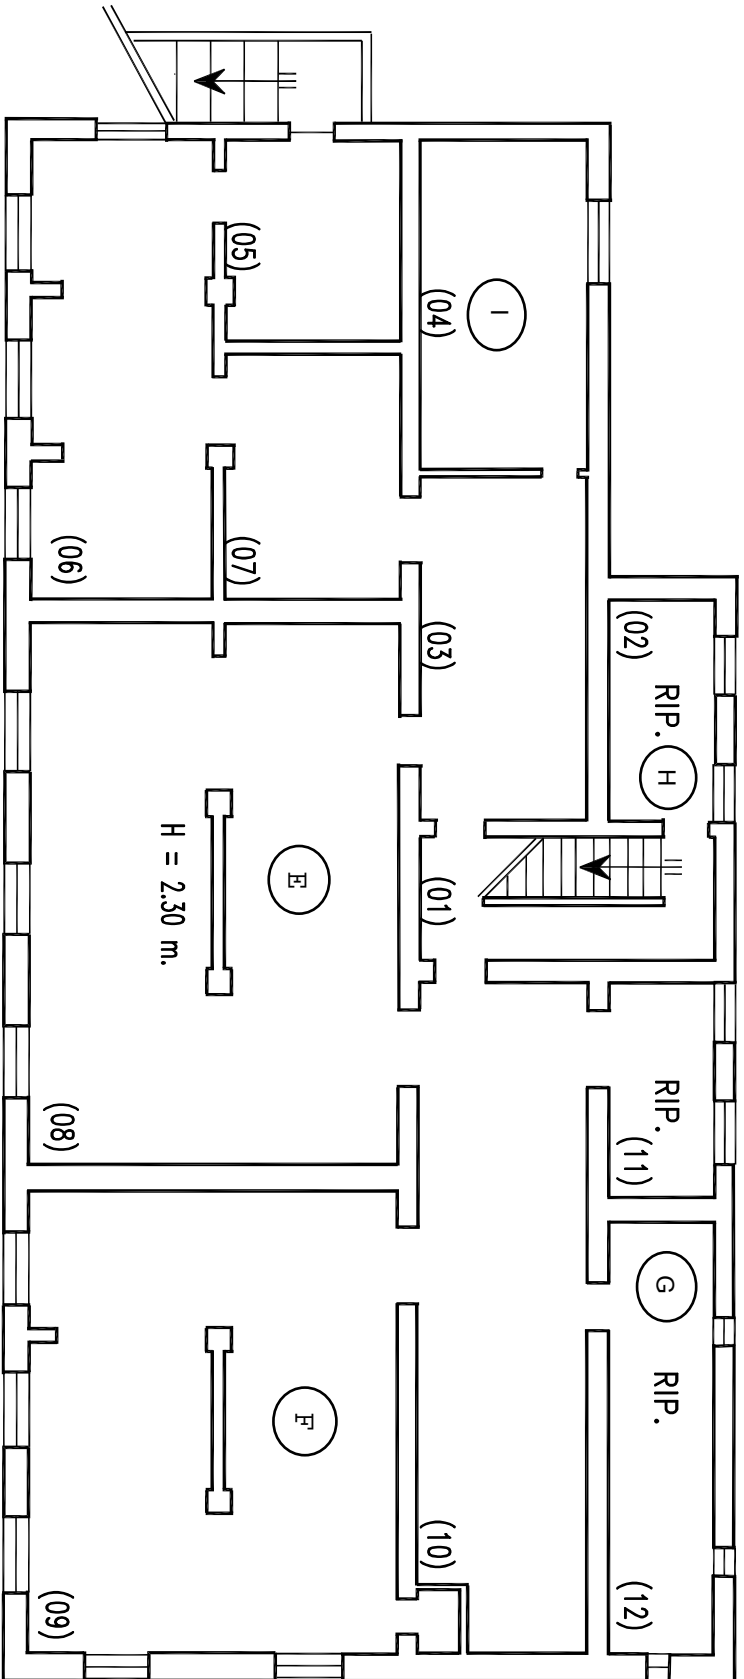 (05)
(04)
I
(06)
(07)
(03)
(02)
RIP.
H
H = 2.30 m.
E
(01)
(08)
RIP.
(11)
G
RIP.
F
(10)
(09)
(12)